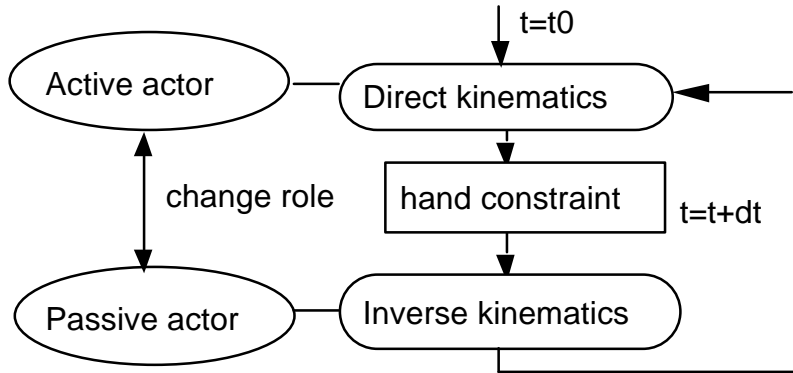 t=t0
Active actor
Direct kinematics
change role
hand constraint
t=t+dt
Passive actor
Inverse kinematics